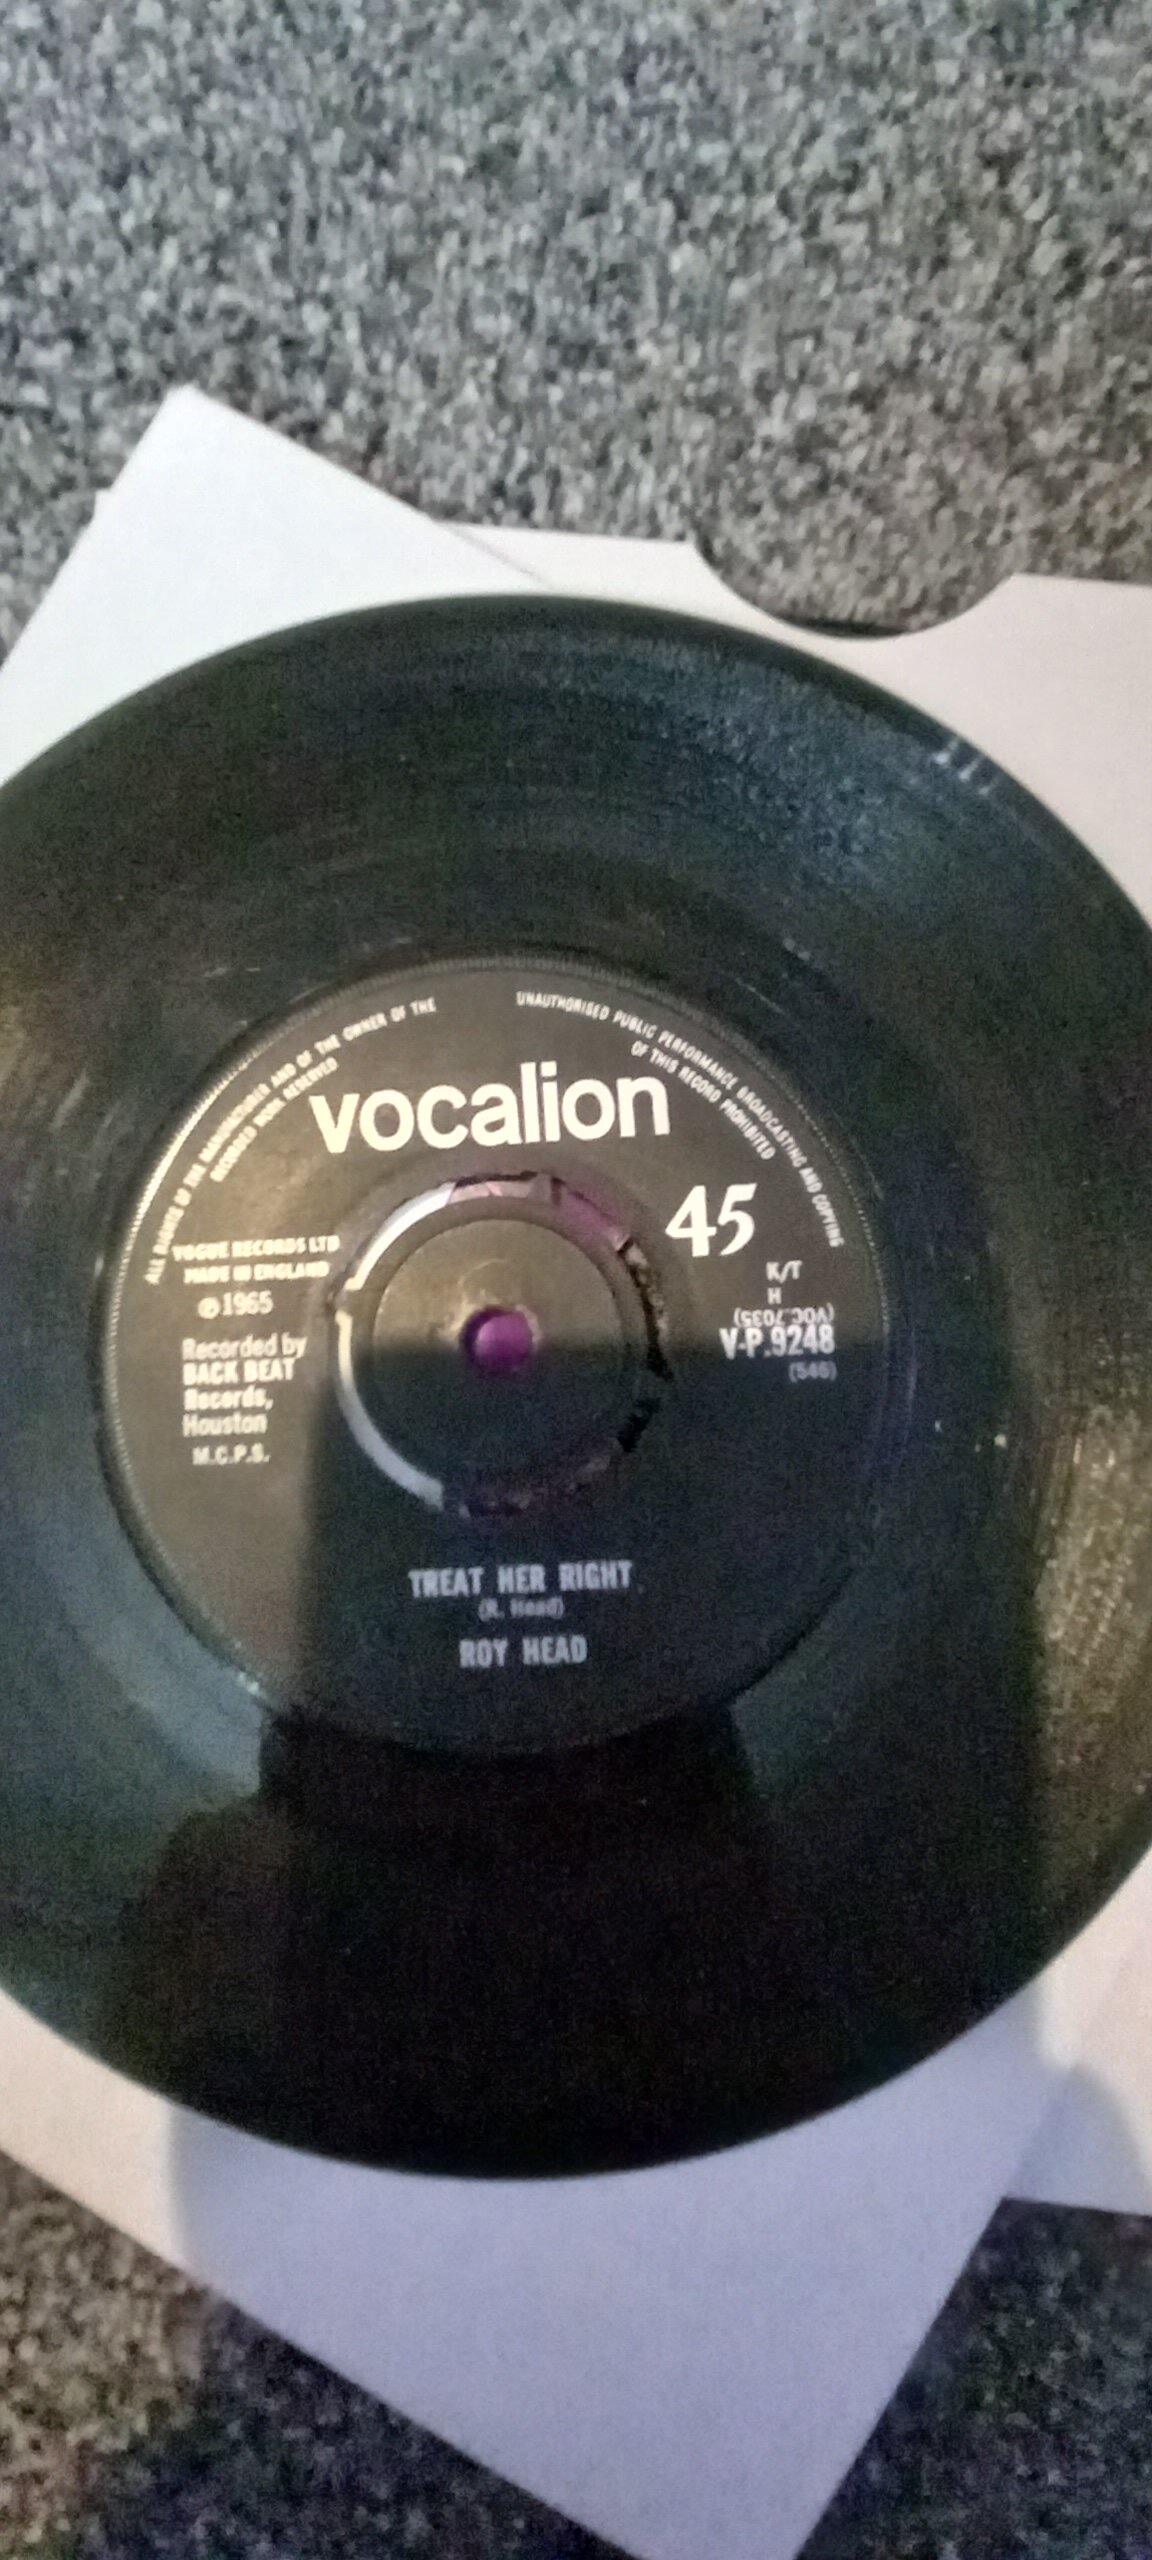 ALL RIGHTS OF THE MANUFACTURER AND OF THE OWNER OF THE
RECORDED WORK RESERVED
UNAUTHORISED PUBLIC PERFORMANCE BROADCASTING AND COPYING
OF THIS RECORD PROHIBITED
vocalion
45
VOGUE RECORDS LTD
MADE IN ENGLAND
℗1965
Recorded by
BACK BEAT
Records,
Houston
M.C.P.S.
K/T
H
(VOC.7035)
V-P.9248
(546)
TREAT HER RIGHT
(R. Head)
ROY HEAD